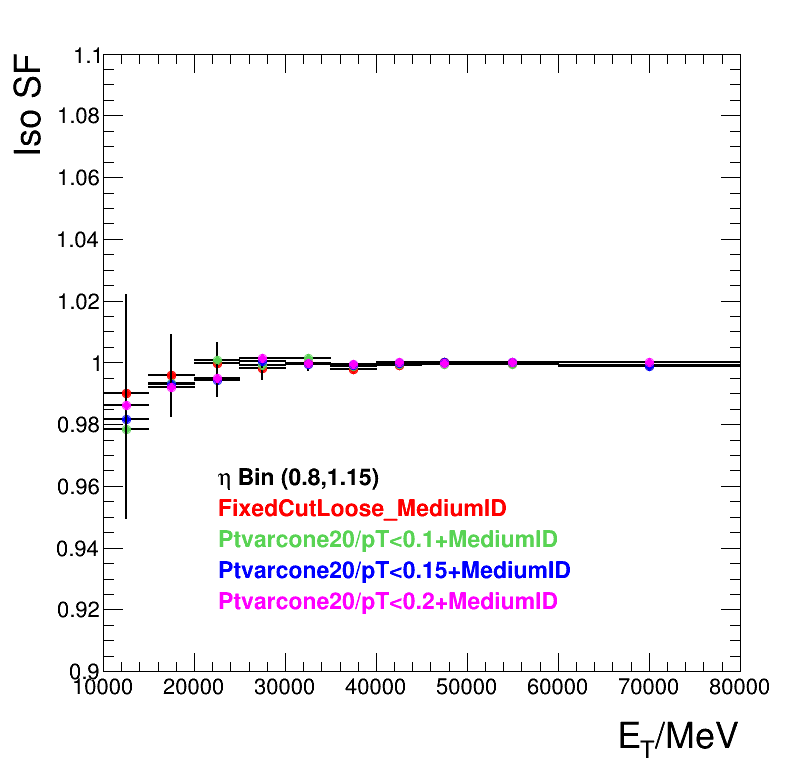 Iso SF
1.1
1.08
1.06
1.04
1.02
1
0.98
0.96
0.94
0.92
0.9
η Bin (0.8,1.15)
FixedCutLoose_MediumID
Ptvarcone20/pT<0.1+MediumID
Ptvarcone20/pT<0.15+MediumID
Ptvarcone20/pT<0.2+MediumID
10000 20000 30000 40000 50000 60000 70000 80000
E_T/MeV